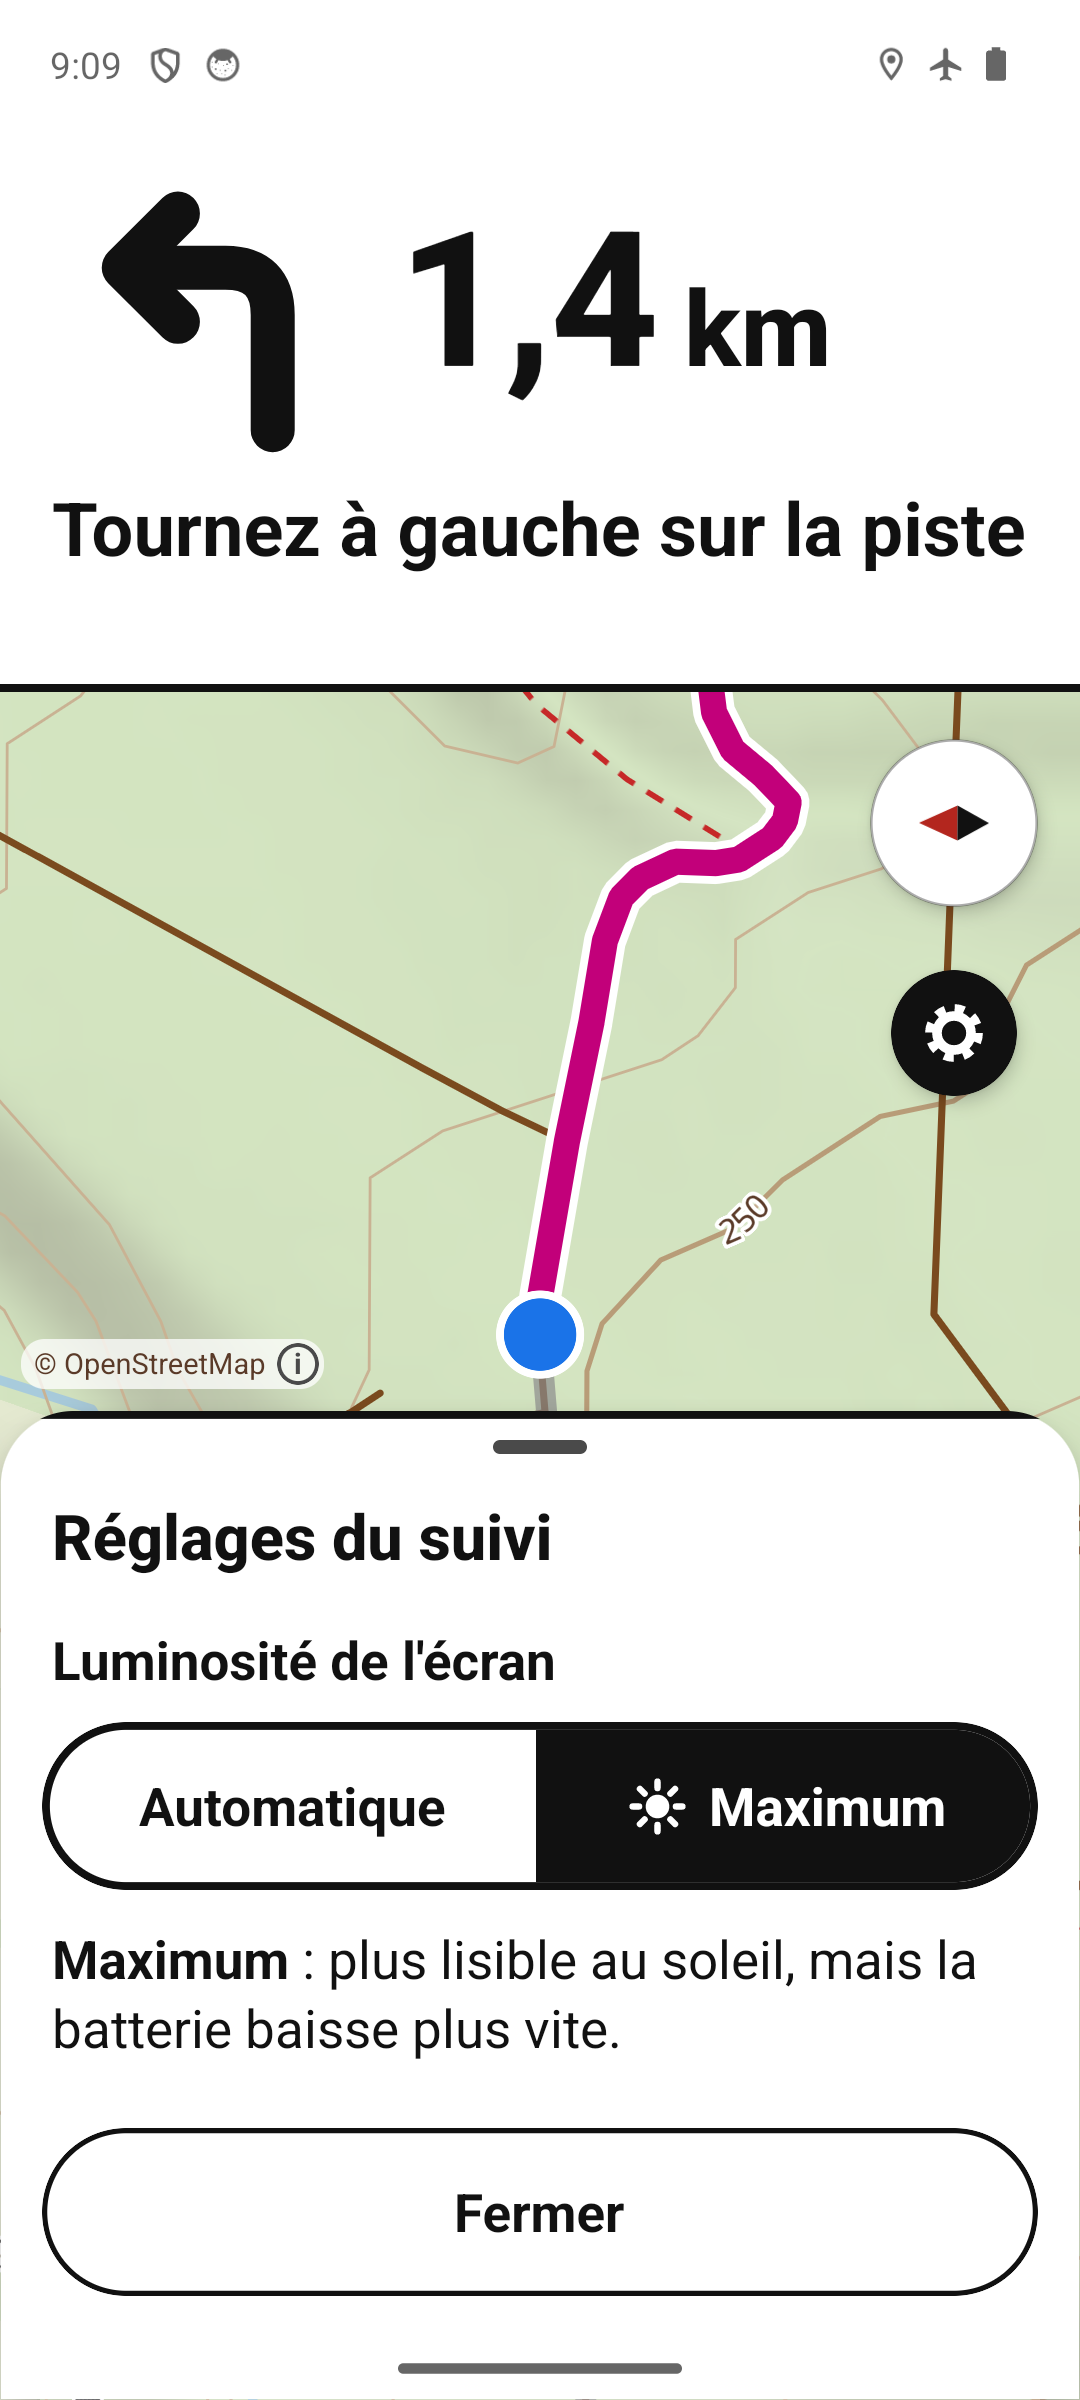 9:09
1,4 km
Tournez à gauche sur la piste
250
© OpenStreetMap
Réglages du suivi
Luminosité de l'écran
Automatique
Maximum
Maximum : plus lisible au soleil, mais la
batterie baisse plus vite.
Fermer